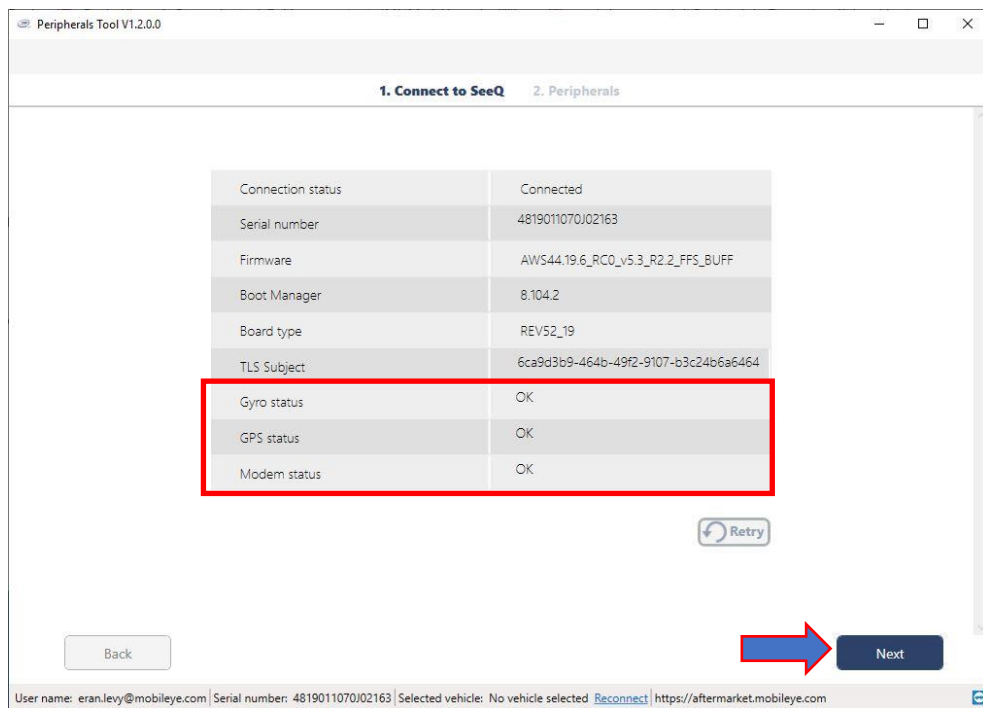 Peripherals Tool V1.2.0.0
1. Connect to SeeQ 2. Peripherals
Connection status Connected
Serial number 4819011070J02163
Firmware AWS44.19.6_RC0_v5.3_R2.2_FFS_BUFF
Boot Manager 8.104.2
Board type REV52_19
TLS Subject 6ca9d3b9-464b-49f2-9107-b3c24b6a6464
Gyro status OK
GPS status OK
Modem status OK
Retry
Back Next
User name: eran.levy@mobileye.com Serial number: 4819011070J02163 Selected vehicle: No vehicle selected Reconnect https://aftermarket.mobileye.com